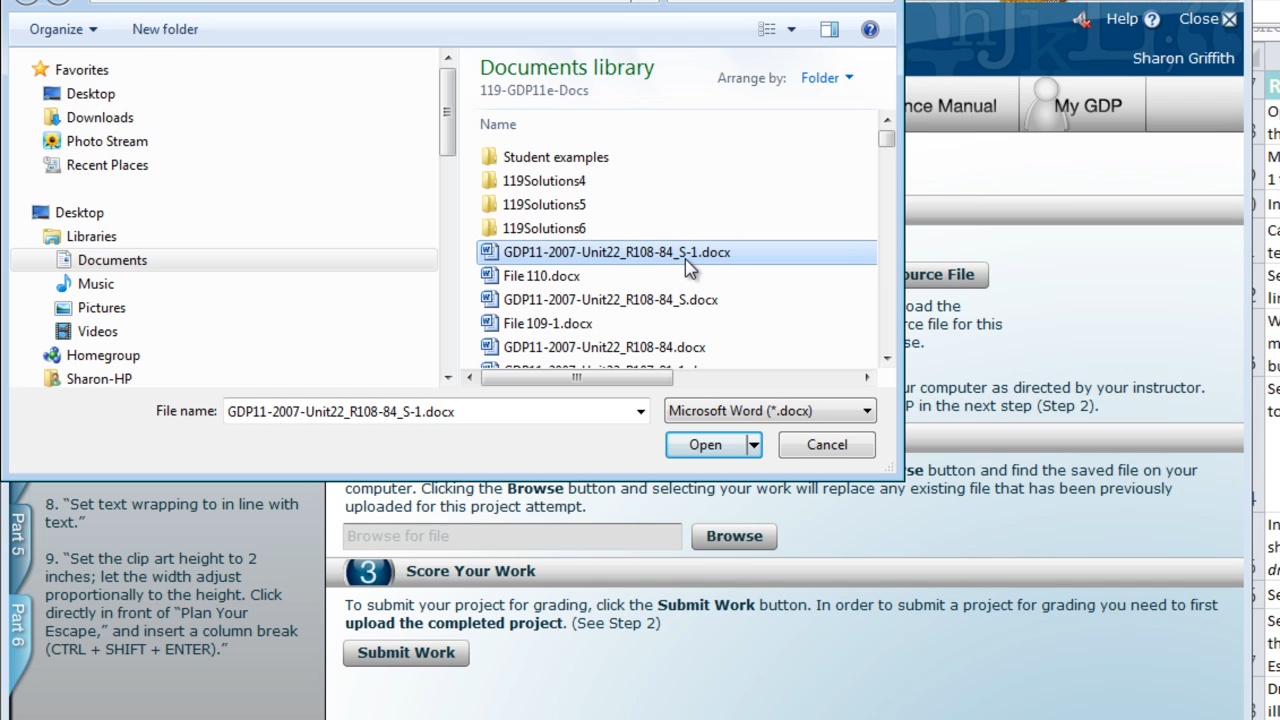 Organize
New folder
Help
Close
Sharon Griffith
Favorites
Desktop
Downloads
Photo Stream
Recent Places
Desktop
Libraries
Documents
Music
Pictures
Videos
Homegroup
Sharon-HP
Documents library
119-GDP11e-Docs
Arrange by: Folder
Name
Student examples
119Solutions4
119Solutions5
119Solutions6
GDP11-2007-Unit22_R108-84_S-1.docx
File 110.docx
GDP11-2007-Unit22_R108-84_S.docx
File 109-1.docx
GDP11-2007-Unit22_R108-84.docx
File name: GDP11-2007-Unit22_R108-84_S-1.docx
Microsoft Word (*.docx)
Open
Cancel
nce Manual
My GDP
ource File
oad the
rce file for this
se.
ur computer as directed by your instructor.
P in the next step (Step 2).
se button and find the saved file on your
computer. Clicking the Browse button and selecting your work will replace any existing file that has been previously
uploaded for this project attempt.
Browse for file
Browse
3 Score Your Work
To submit your project for grading, click the Submit Work button. In order to submit a project for grading you need to first
upload the completed project. (See Step 2)
Submit Work
Part 5
Part 6
8. “Set text wrapping to in line with
text.”
9. “Set the clip art height to 2
inches; let the width adjust
proportionally to the height. Click
directly in front of “Plan Your
Escape,” and insert a column break
(CTRL + SHIFT + ENTER).”